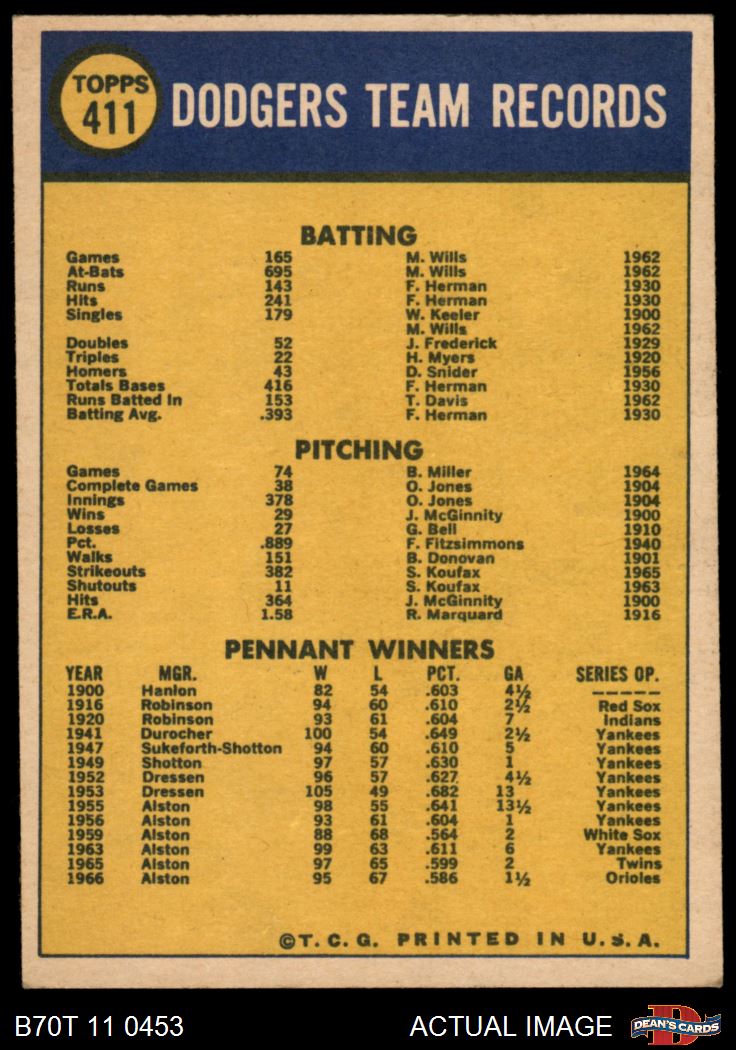 TOPPS
411
DODGERS TEAM RECORDS
BATTING
Games 165 M. Wills 1962
At-Bats 695 M. Wills 1962
Runs 143 F. Herman 1930
Hits 241 F. Herman 1930
Singles 179 W. Keeler 1900
M. Wills 1962
Doubles 52 J. Frederick 1929
Triples 22 H. Myers 1920
Homers 43 D. Snider 1956
Totals Bases 416 F. Herman 1930
Runs Batted In 153 T. Davis 1962
Batting Avg. .393 F. Herman 1930
PITCHING
Games 74 B. Miller 1964
Complete Games 38 O. Jones 1904
Innings 378 O. Jones 1904
Wins 29 J. McGinnity 1900
Losses 27 G. Bell 1910
Pct. .889 F. Fitzsimmons 1940
Walks 151 B. Donovan 1901
Strikeouts 382 S. Koufax 1965
Shutouts 11 S. Koufax 1963
Hits 364 J. McGinnity 1900
E.R.A. 1.58 R. Marquard 1916
PENNANT WINNERS
YEAR MGR. W L PCT. GA SERIES OP.
1900 Hanlon 82 54 .603 4½ -----
1916 Robinson 94 60 .610 2½ Red Sox
1920 Robinson 93 61 .604 7 Indians
1941 Durocher 100 54 .649 2½ Yankees
1947 Sukeforth-Shotton 94 60 .610 5 Yankees
1949 Shotton 97 57 .630 1 Yankees
1952 Dressen 96 57 .627 4½ Yankees
1953 Dressen 105 49 .682 13 Yankees
1955 Alston 98 55 .641 13½ Yankees
1956 Alston 93 61 .604 1 Yankees
1959 Alston 88 68 .564 2 White Sox
1963 Alston 99 63 .611 6 Yankees
1965 Alston 97 65 .599 2 Twins
1966 Alston 95 67 .586 1½ Orioles
©T. C. G. PRINTED IN U. S. A.
B70T 11 0453 ACTUAL IMAGE
D
DEAN'S CARDS